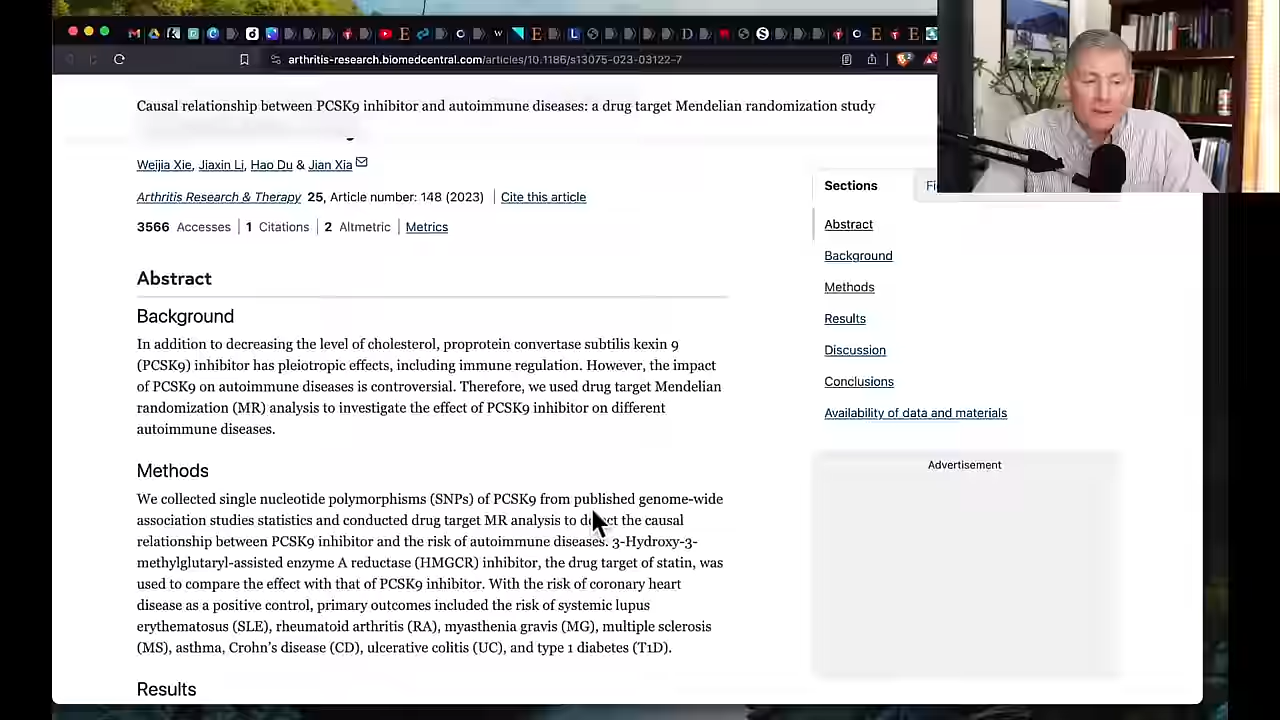 arthritis-research.biomedcentral.com/articles/10.1186/s13075-023-03122-7
Causal relationship between PCSK9 inhibitor and autoimmune diseases: a drug target Mendelian randomization study
Weijia Xie, Jiaxin Li, Hao Du & Jian Xia
Arthritis Research & Therapy 25, Article number: 148 (2023) Cite this article
3566 Accesses 1 Citations 2 Altmetric Metrics
Abstract
Background
In addition to decreasing the level of cholesterol, proprotein convertase subtilis kexin 9
(PCSK9) inhibitor has pleiotropic effects, including immune regulation. However, the impact
of PCSK9 on autoimmune diseases is controversial. Therefore, we used drug target Mendelian
randomization (MR) analysis to investigate the effect of PCSK9 inhibitor on different
autoimmune diseases.
Methods
We collected single nucleotide polymorphisms (SNPs) of PCSK9 from published genome-wide
association studies statistics and conducted drug target MR analysis to the causal
relationship between PCSK9 inhibitor and the risk of autoimmune diseases. 3-Hydroxy-3-
methylglutaryl-assisted enzyme A reductase (HMGCR) inhibitor, the drug target of statin, was
used to compare the effect with that of PCSK9 inhibitor. With the risk of coronary heart
disease as a positive control, primary outcomes included the risk of systemic lupus
erythematosus (SLE), rheumatoid arthritis (RA), myasthenia gravis (MG), multiple sclerosis
(MS), asthma, Crohn's disease (CD), ulcerative colitis (UC), and type 1 diabetes (T1D).
Results
Sections
Abstract
Background
Methods
Results
Discussion
Conclusions
Availability of data and materials
Advertisement